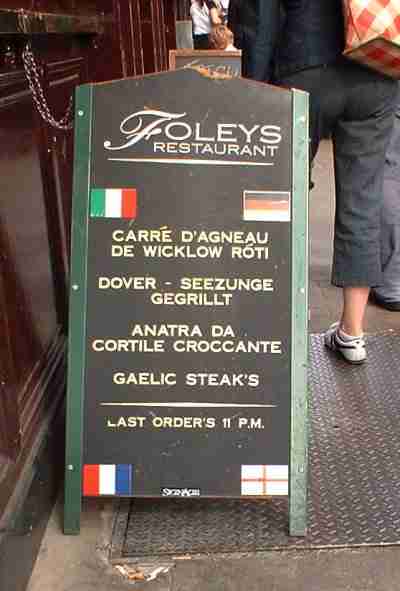 FOLEYS
RESTAURANT
CARRÉ D'AGNEAU
DE WICKLOW RÔTI
DOVER - SEEZUNGE
GEGRILLT
ANATRA DA
CORTILE CROCCANTE
GAELIC STEAK'S
LAST ORDER'S 11 P.M.